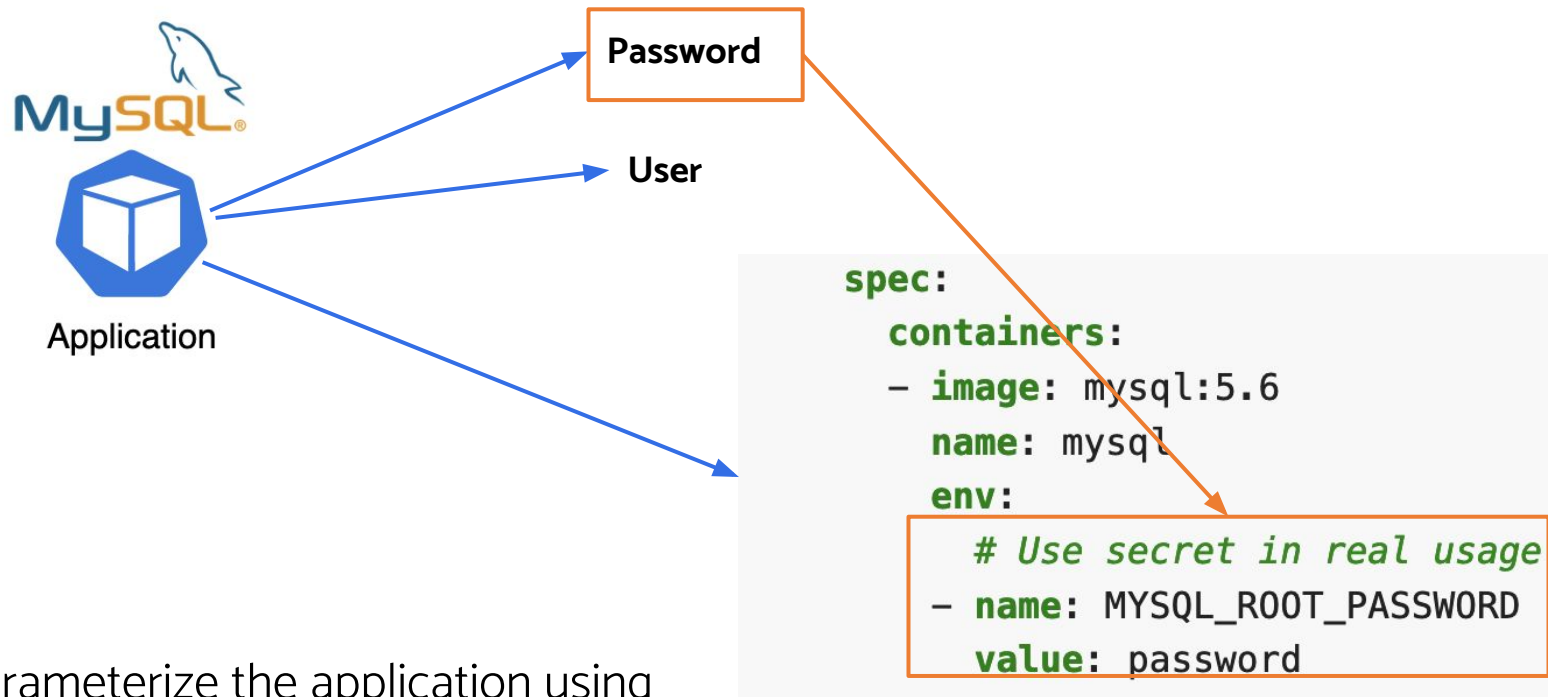 MySQL®
Password
User
Application
spec:
containers:
- image: mysql:5.6
name: mysql
env:
# Use secret in real usage
- name: MYSQL_ROOT_PASSWORD
value: password
rameterize the application using